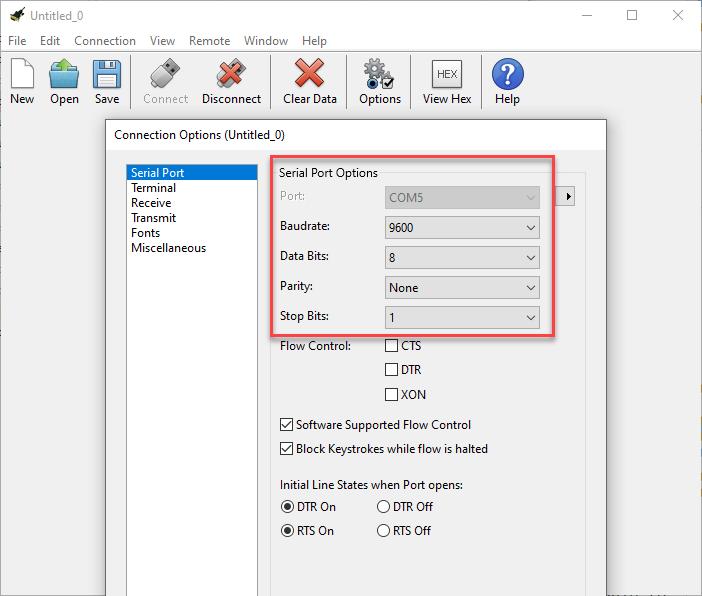 Untitled_0
File Edit Connection View Remote Window Help
HEX
New Open Save Connect Disconnect Clear Data Options View Hex Help
Connection Options (Untitled_0)
Serial Port
Terminal
Receive
Transmit
Fonts
Miscellaneous
Serial Port Options
Port: COM5
Baudrate: 9600
Data Bits: 8
Parity: None
Stop Bits: 1
Flow Control: CTS
DTR
XON
Software Supported Flow Control
Block Keystrokes while flow is halted
Initial Line States when Port opens:
DTR On DTR Off
RTS On RTS Off